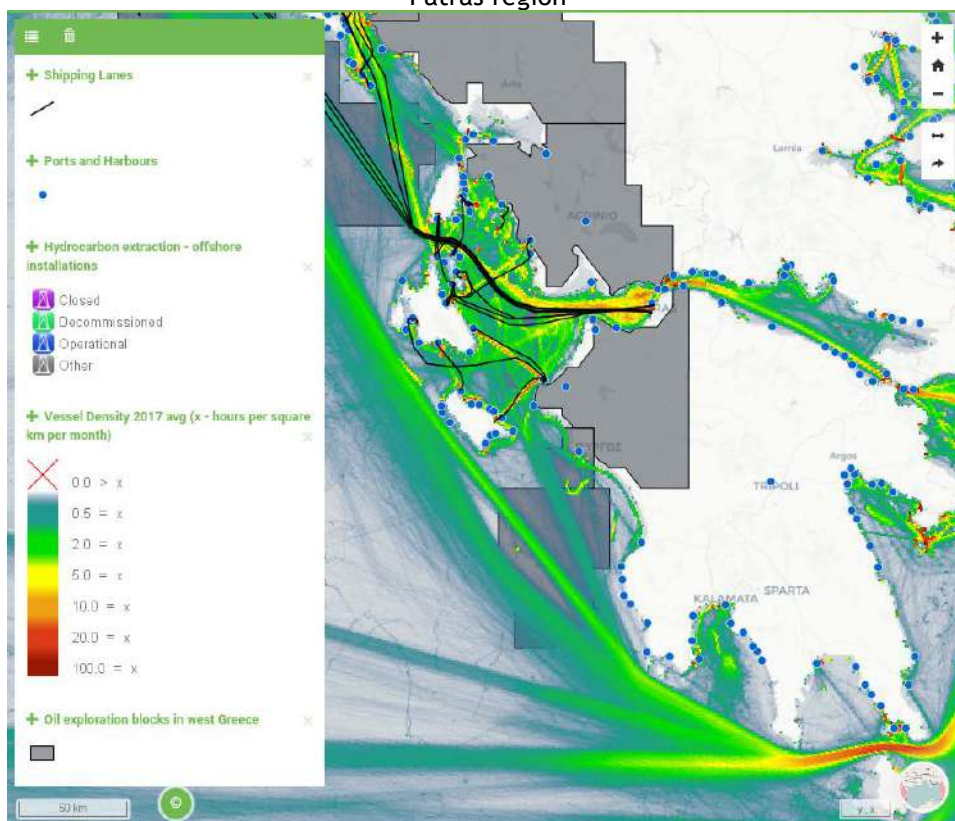 Patras region
Shipping Lanes
Ports and Harbours
Hydrocarbon extraction - offshore
installations
Closed
Decommissioned
Operational
Other
Vessel Density 2017 avg (x - hours per square
km per month)
0.0 > x
0.5 = x
2.0 = x
5.0 = x
10.0 = x
20.0 = x
100.0 = x
Oil exploration blocks in west Greece
50 km
©
Arta
Lamia
AGRINIO
Argos
TRIPOLI
SPARTA
KALAMATA